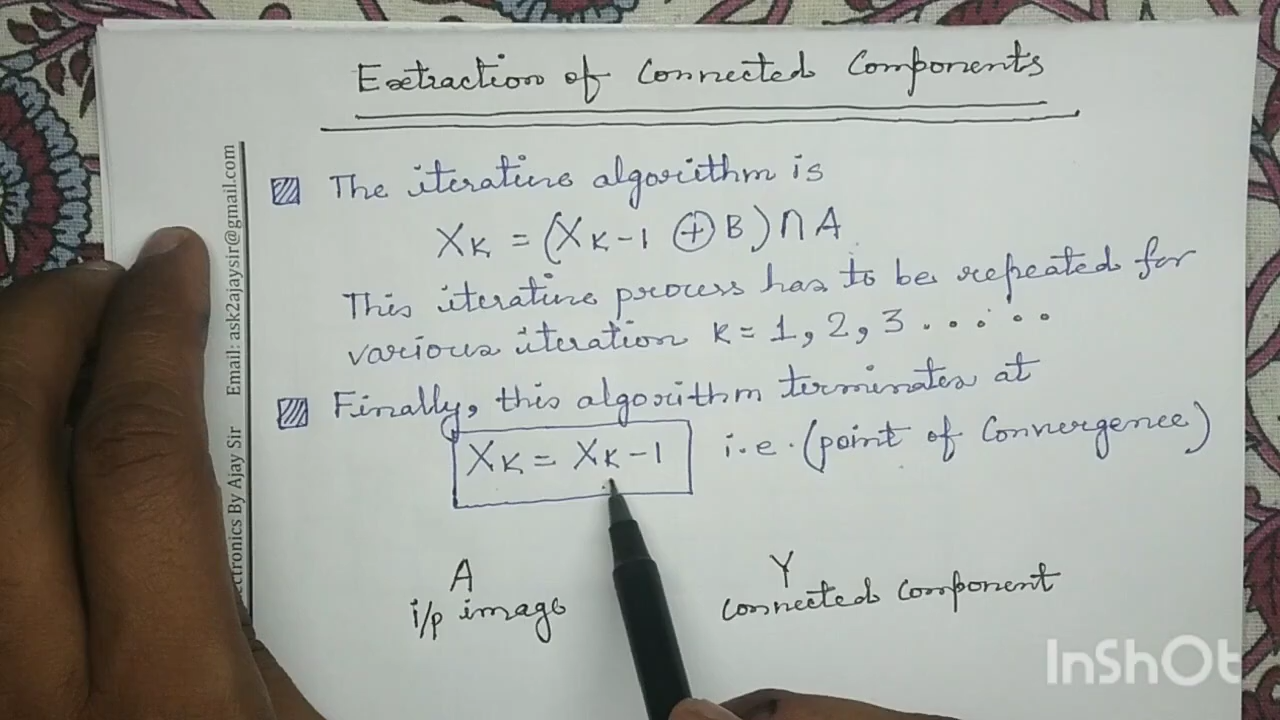 Extraction of Connected Components
The iterative algorithm is
XK = (XK-1 ⊕ B) ∩ A
This iterative process has to be repeated for
various iteration K = 1, 2, 3 . . . . . .
Finally, this algorithm terminates at
XK = XK-1 i.e. (point of Convergence)
A
i/p image
Y
Connected Component
ctronics By Ajay Sir Email: ask2ajaysir@gmail.com
InShOt